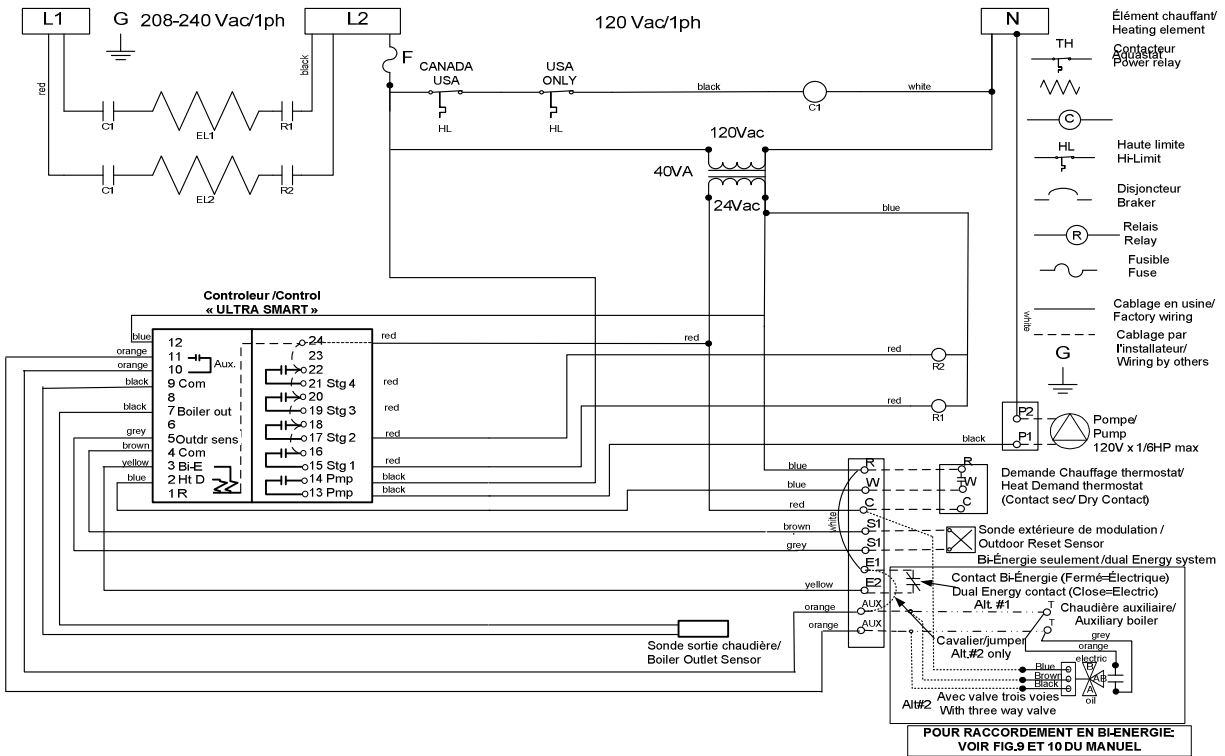 L1
G
208-240 Vac/1ph
L2
120 Vac/1ph
N
red
black
F
CANADA
USA
HL
USA
ONLY
HL
black
C1
white
C1
EL1
R1
C1
EL2
R2
120Vac
40VA
24Vac
blue
Élément chauffant/
Heating element
TH
Contacteur
Aquastat
Power relay
C
HL
Haute limite
Hi-Limit
Disjoncteur
Braker
R
Relais
Relay
Fusible
Fuse
Cablage en usine/
Factory wiring
Cablage par
l'installateur/
Wiring by others
G
white
Controleur /Control
« ULTRA SMART »
blue
orange
orange
black
black
grey
brown
yellow
blue
12
11
10
Aux.
9 Com
8
7 Boiler out
6
5 Outdr sens
4 Com
3 Bi-E
2 Ht D
1 R
24
23
22
21 Stg 4
20
19 Stg 3
18
17 Stg 2
16
15 Stg 1
14 Pmp
13 Pmp
red
red
red
red
red
black
black
red
red
R2
red
R1
black
P2
P1
Pompe/
Pump
120V x 1/6HP max
blue
blue
red
brown
grey
yellow
orange
orange
white
R
W
C
S1
S1
E1
E2
AUX
AUX
R
W
C
Demande Chauffage thermostat/
Heat Demand thermostat
(Contact sec/ Dry Contact)
Sonde extérieure de modulation /
Outdoor Reset Sensor
Bi-Énergie seulement /dual Energy system
Contact Bi-Énergie (Fermé=Électrique)
Dual Energy contact (Close=Electric)
Alt. #1
T
T
Chaudière auxiliaire/
Auxiliary boiler
grey
orange
Cavalier/jumper
Alt.#2 only
Blue
Brown
Black
electric
B
AB
A
oil
Alt#2
Avec valve trois voies
With three way valve
Sonde sortie chaudière/
Boiler Outlet Sensor
POUR RACCORDEMENT EN BI-ENERGIE:
VOIR FIG.9 ET 10 DU MANUEL